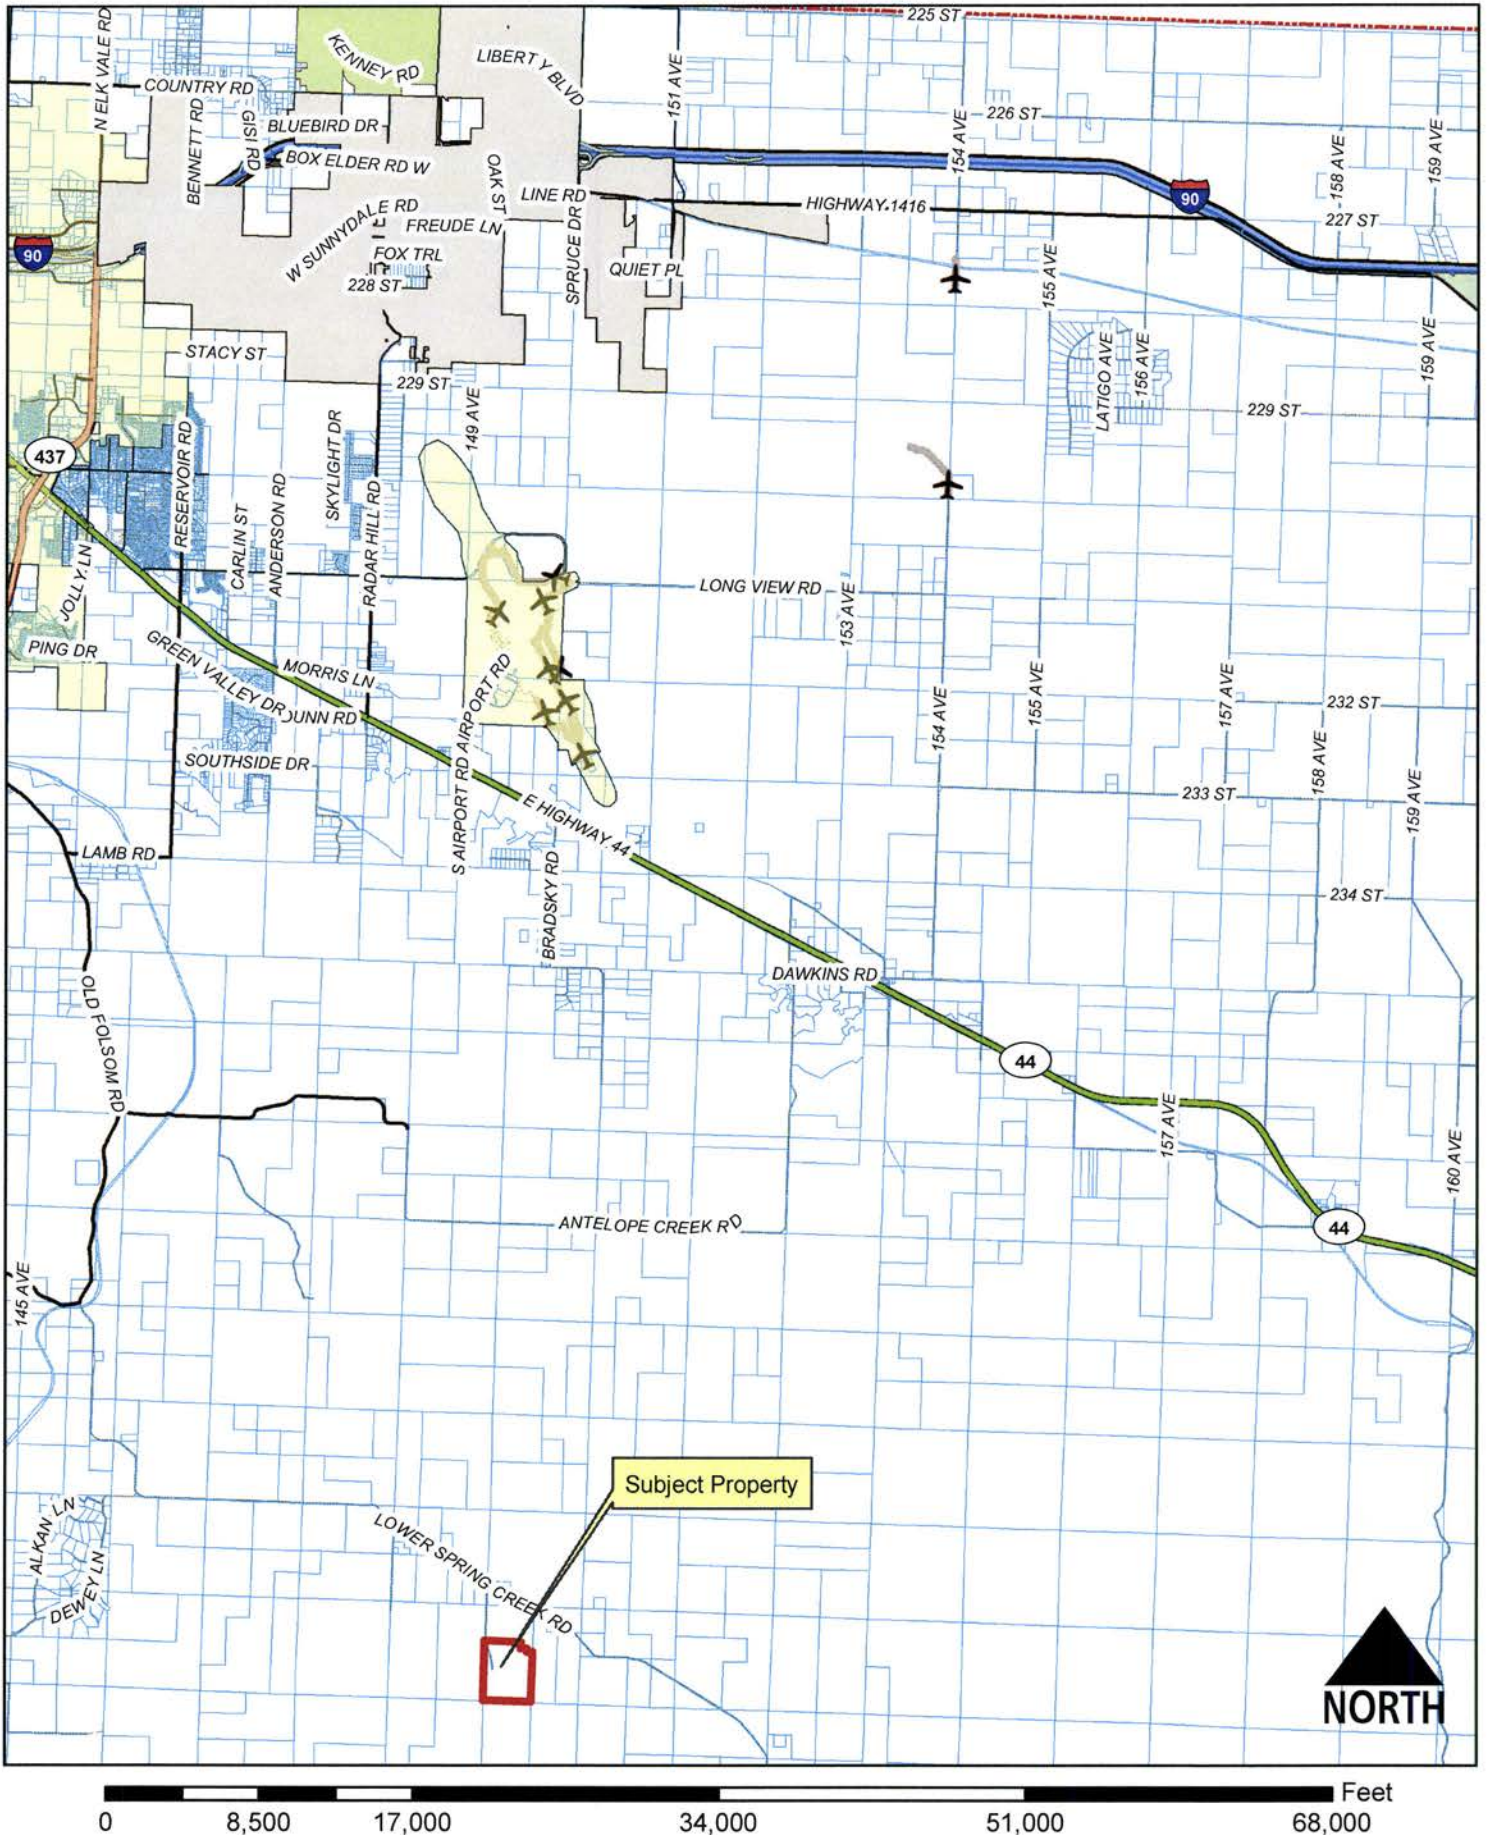 225 ST
N ELK VALE RD
KENNEY RD
LIBERTY BLVD
COUNTRY RD
151 AVE
BENNETT RD
GISI RD
BLUEBIRD DR
226 ST
154 AVE
158 AVE
159 AVE
BOX ELDER RD W
OAK ST
LINE RD
90
HIGHWAY 1416
227 ST
W SUNNYDALE RD
FREUDE LN
SPRUCE DR
90
FOX TRL
228 ST
QUIET PL
155 AVE
STACY ST
LATIGO AVE
156 AVE
159 AVE
229 ST
149 AVE
229 ST
437
RESERVOIR RD
SKYLIGHT DR
CARLIN ST
ANDERSON RD
RADAR HILL RD
JOLLY LN
LONG VIEW RD
153 AVE
PING DR
GREEN VALLEY DR
MORRIS LN
DUNN RD
S AIRPORT RD
AIRPORT RD
154 AVE
155 AVE
157 AVE
232 ST
SOUTHSIDE DR
158 AVE
159 AVE
233 ST
E HIGHWAY 44
LAMB RD
BRADSKY RD
234 ST
DAWKINS RD
OLD FOLSOM RD
44
157 AVE
160 AVE
ANTELOPE CREEK RD
44
145 AVE
Subject Property
ALKAN LN
DEWEY LN
LOWER SPRING CREEK RD
NORTH
Feet
0 8,500 17,000 34,000 51,000 68,000